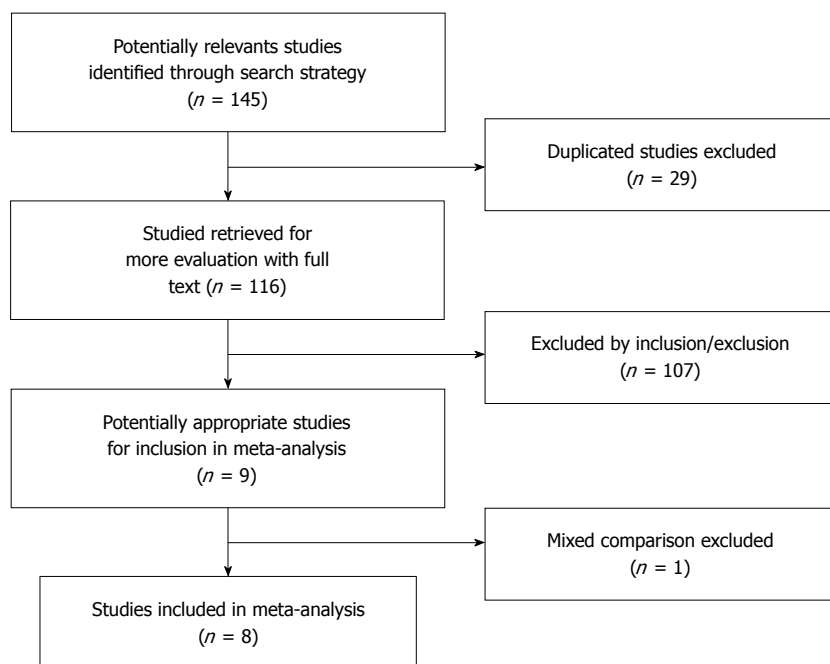 Potentially relevants studies
identified through search strategy
(n = 145)
Duplicated studies excluded
(n = 29)
Studied retrieved for
more evaluation with full
text (n = 116)
Excluded by inclusion/exclusion
(n = 107)
Potentially appropriate studies
for inclusion in meta-analysis
(n = 9)
Mixed comparison excluded
(n = 1)
Studies included in meta-analysis
(n = 8)